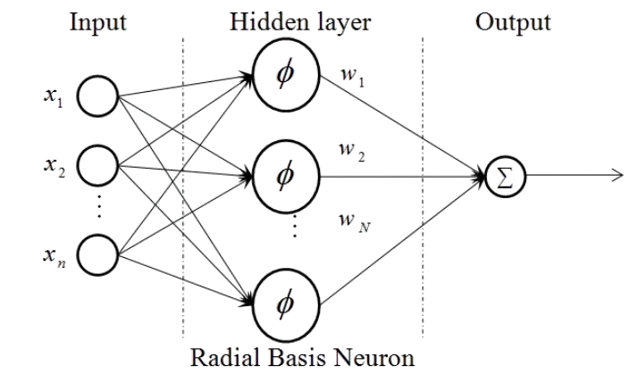 Input Hidden layer Output
x1 ϕ w1
x2 ϕ w2
Σ
⋮ ⋮ wN
xn ϕ
Radial Basis Neuron